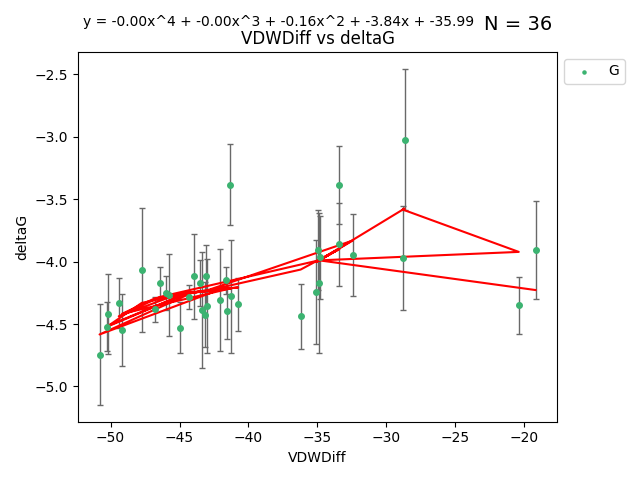 y = -0.00x^4 + -0.00x^3 + -0.16x^2 + -3.84x + -35.99 N = 36
VDWDiff vs deltaG
G
deltaG
−2.5
−3.0
−3.5
−4.0
−4.5
−5.0
−50 −45 −40 −35 −30 −25 −20
VDWDiff